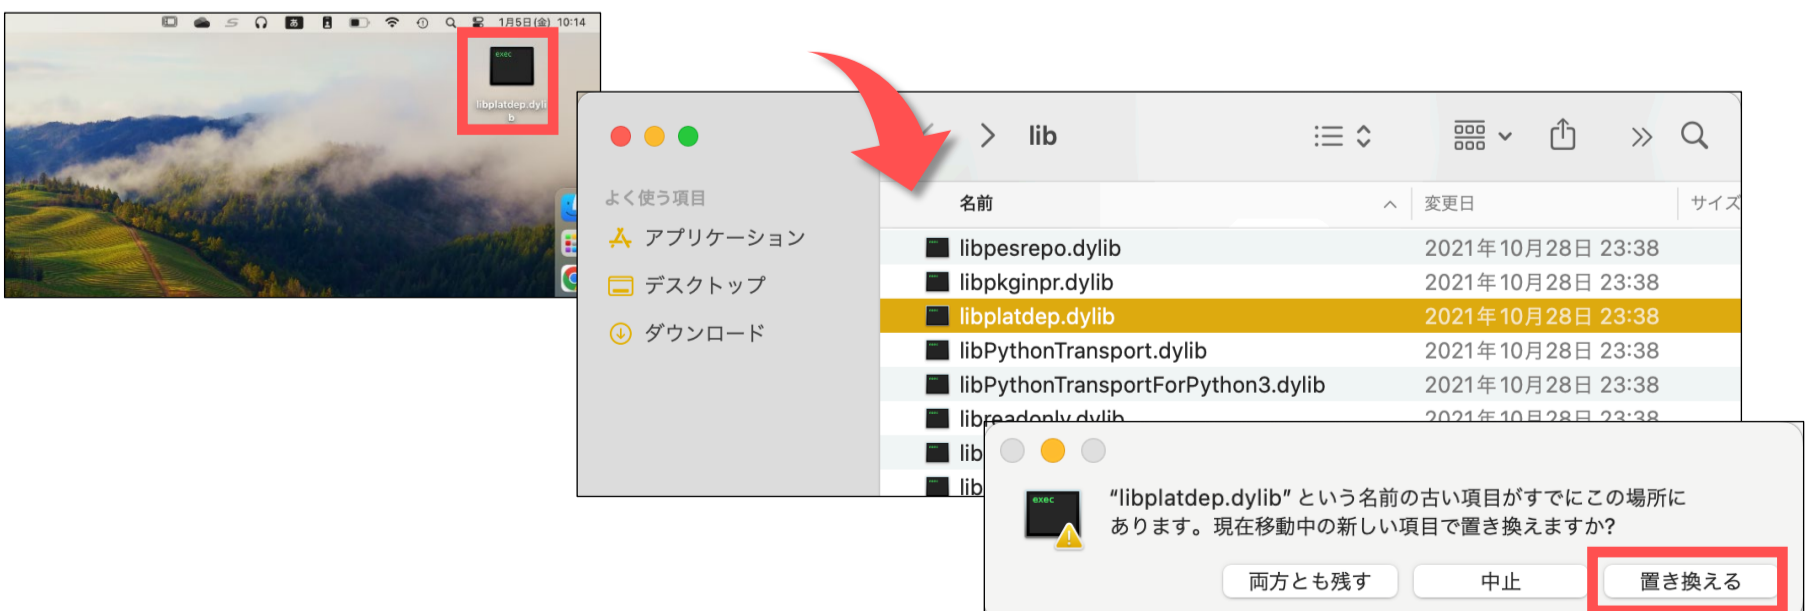 あ
1月5日(金) 10:14
exec
libplatdep.dyli
b
lib
よく使う項目
アプリケーション
デスクトップ
ダウンロード
名前 変更日 サイズ
libpesrepo.dylib 2021年10月28日 23:38
libpkginpr.dylib 2021年10月28日 23:38
libplatdep.dylib 2021年10月28日 23:38
libPythonTransport.dylib 2021年10月28日 23:38
libPythonTransportForPython3.dylib 2021年10月28日 23:38
libreadonly.dylib 2021年10月28日 23:38
lib
lib
exec
“libplatdep.dylib” という名前の古い項目がすでにこの場所に
あります。現在移動中の新しい項目で置き換えますか?
両方とも残す 中止 置き換える